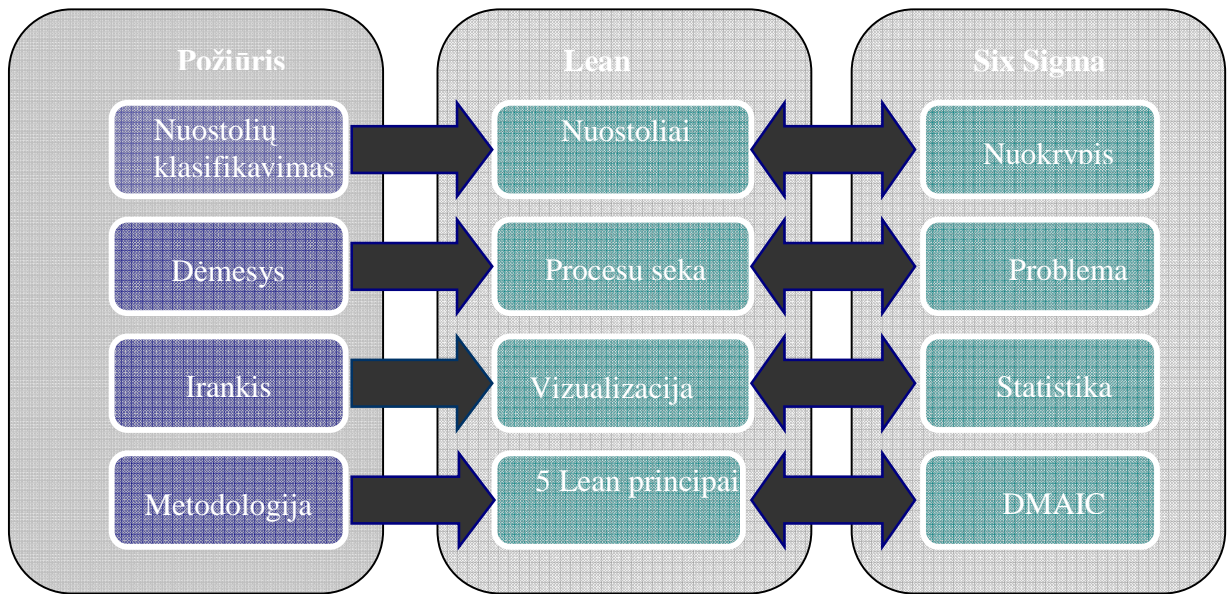 Požiūris
Lean
Six Sigma
Nuostolių
klasifikavimas
Nuostoliai
Nuokrypis
Dėmesys
Procesu seka
Problema
Irankis
Vizualizacija
Statistika
Metodologija
5 Lean principai
DMAIC